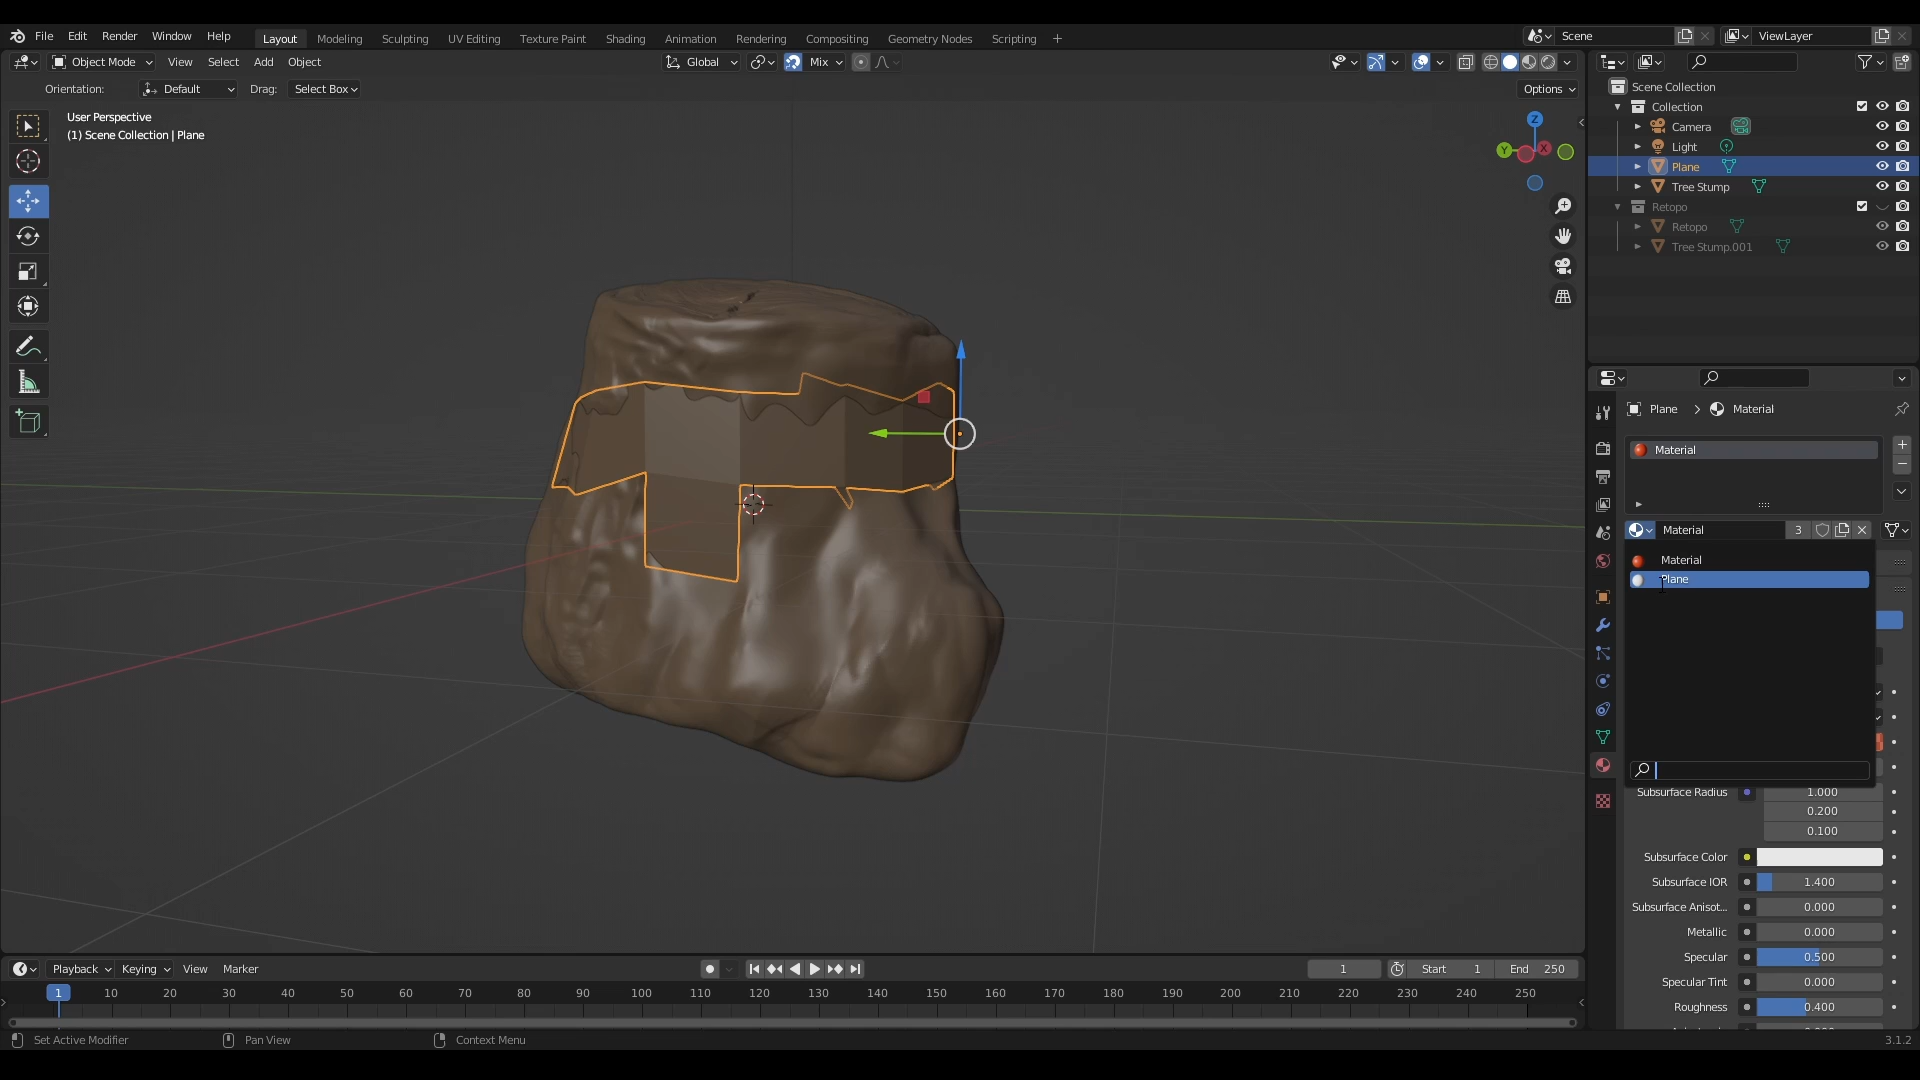 File Edit Render Window Help Layout Modeling Sculpting UV Editing Texture Paint Shading Animation Rendering Compositing Geometry Nodes Scripting + Scene ViewLayer
Object Mode View Select Add Object Global Mix
Orientation: Default Drag: Select Box Options
User Perspective
(1) Scene Collection | Plane
Z
Y X
Scene Collection
Collection
Camera
Light
Plane
Tree Stump
Retopo
Retopo
Tree Stump.001
Plane > Material
Material
Material 3
Material
Plane
Subsurface Radius 1.000
0.200
0.100
Subsurface Color
Subsurface IOR 1.400
Subsurface Anisot... 0.000
Metallic 0.000
Specular 0.500
Specular Tint 0.000
Roughness 0.400
Playback Keying View Marker 1 Start 1 End 250
1 10 20 30 40 50 60 70 80 90 100 110 120 130 140 150 160 170 180 190 200 210 220 230 240 250
Set Active Modifier Pan View Context Menu 3.1.2